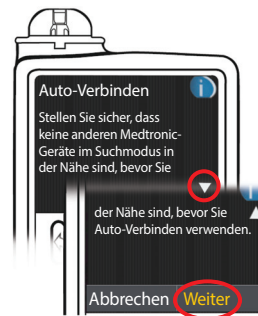 Auto-Verbinden
Stellen Sie sicher, dass
keine anderen Medtronic-
Geräte im Suchmodus in
der Nähe sind, bevor Sie
der Nähe sind, bevor Sie
Auto-Verbinden verwenden.
Abbrechen Weiter